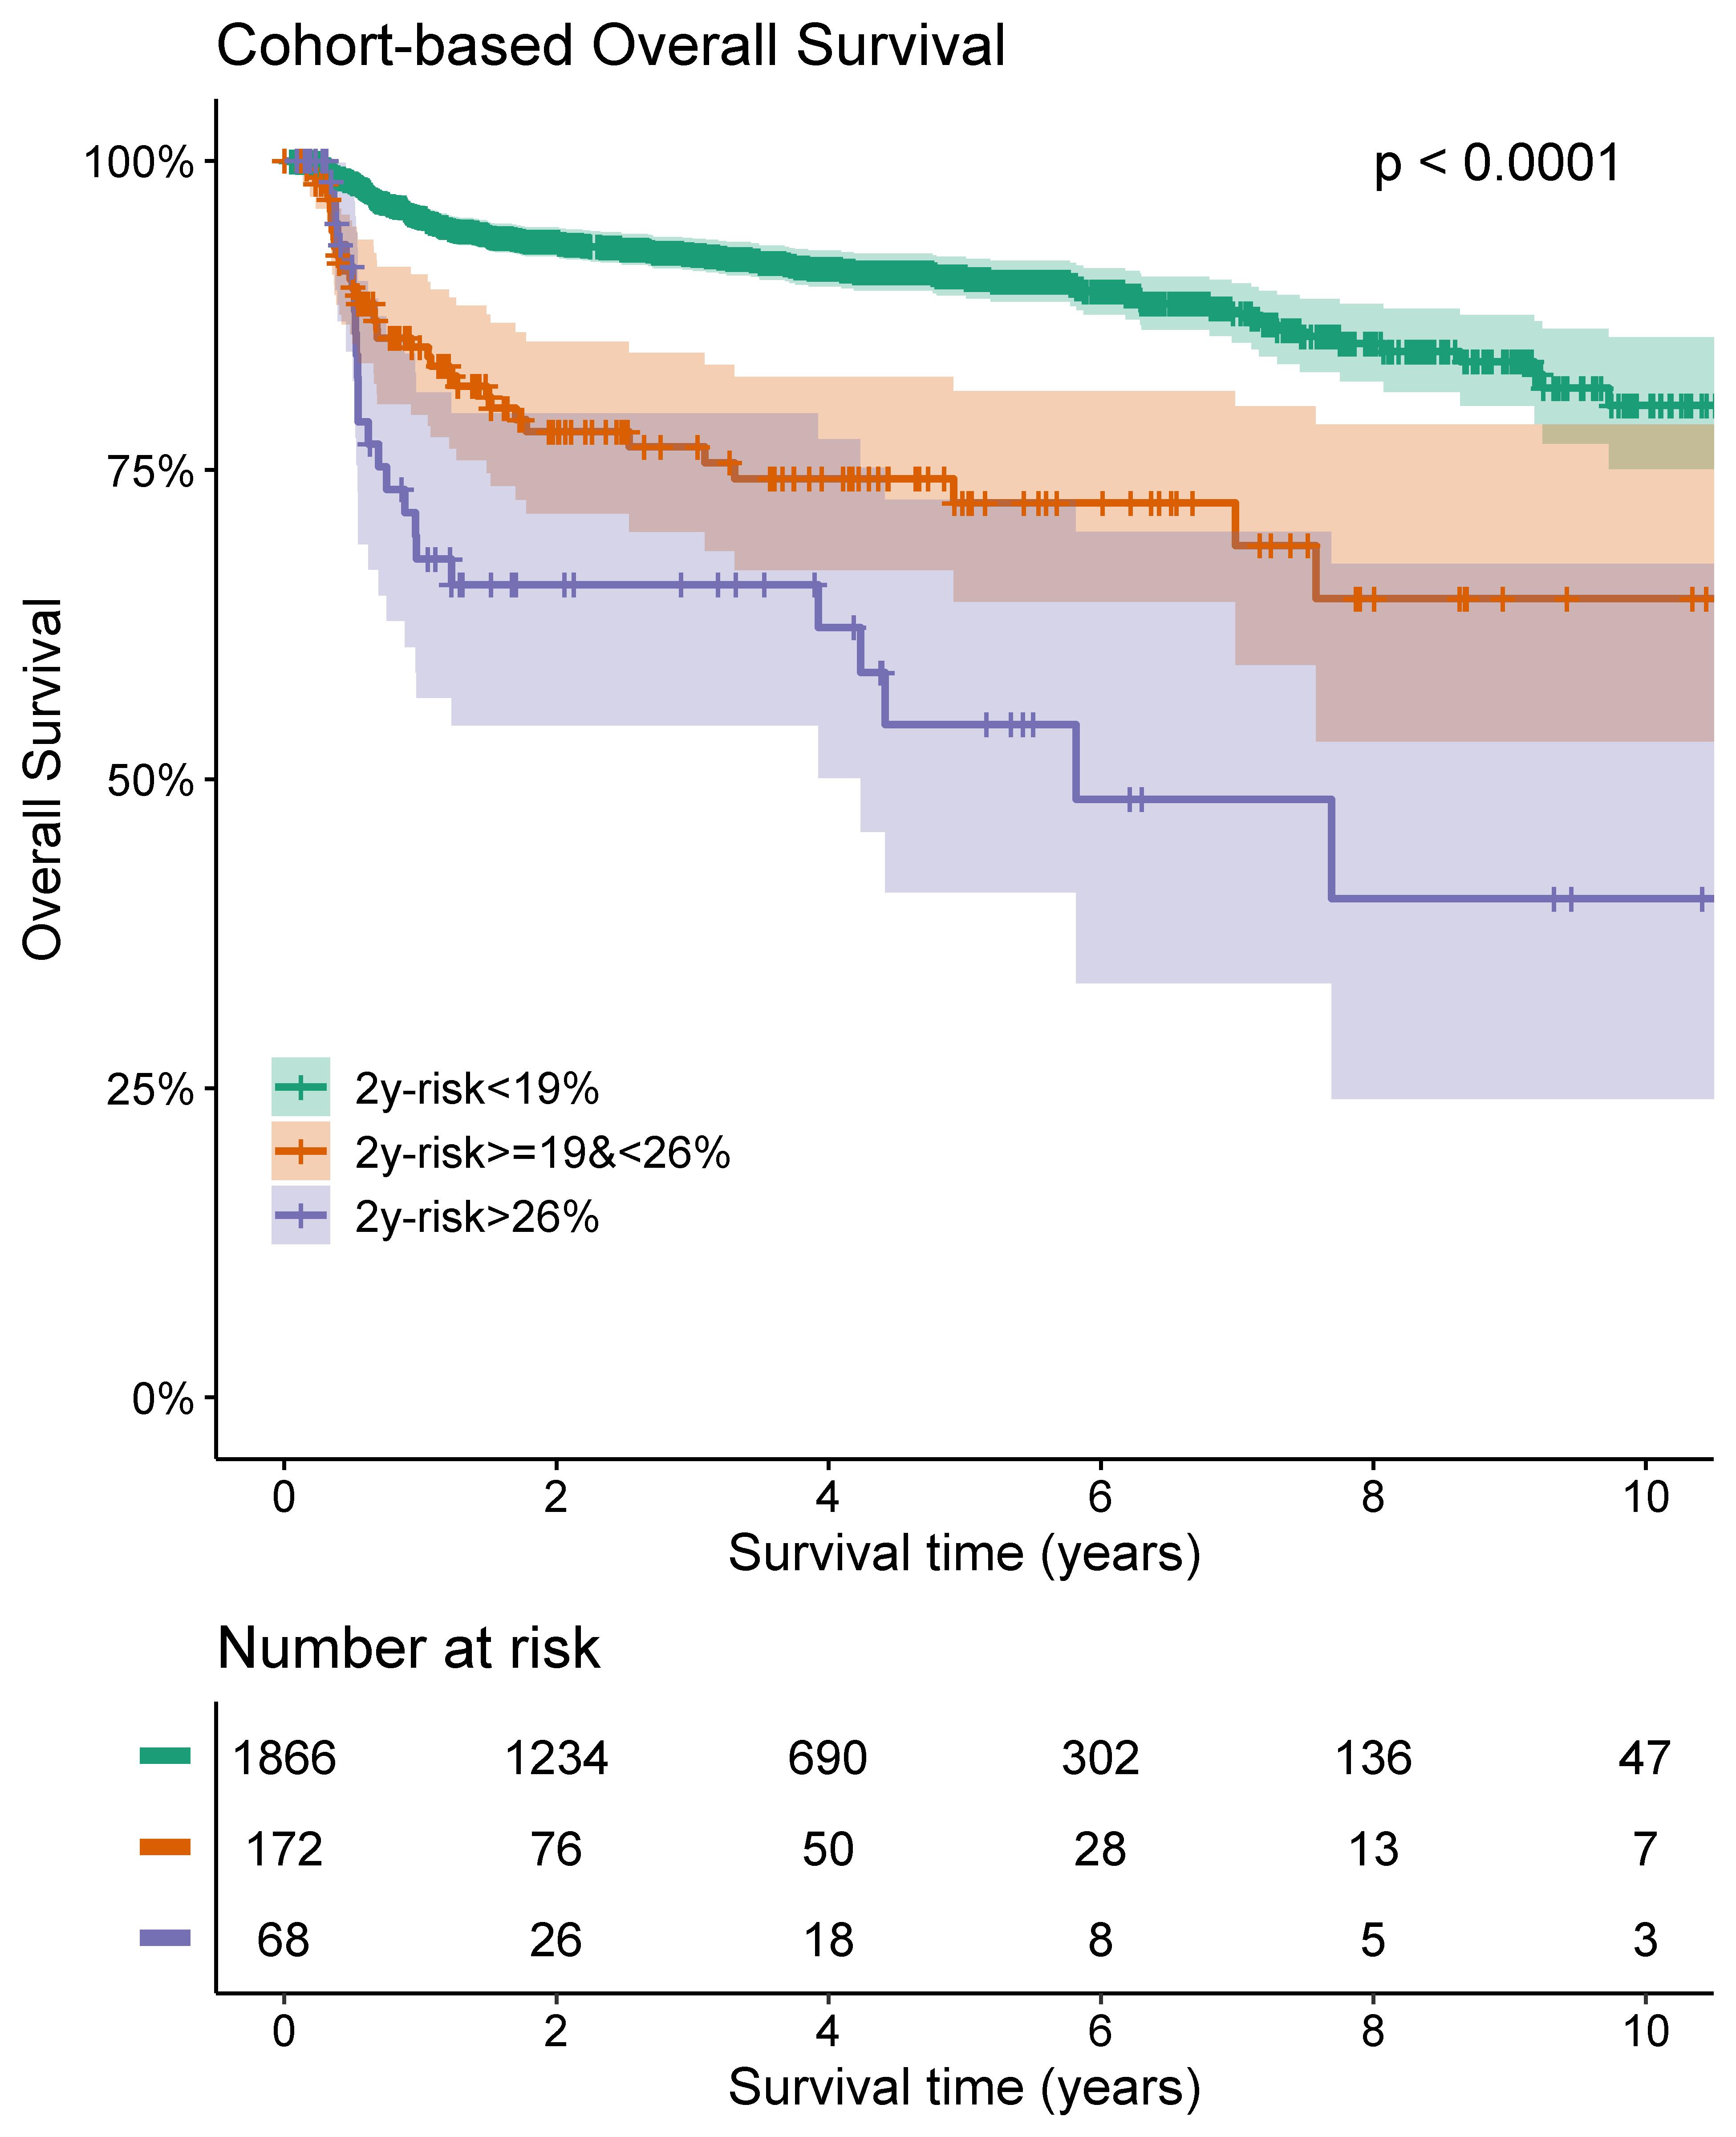 Cohort-based Overall Survival
p < 0.0001
100%
75%
50%
25%
0%
Overall Survival
2y-risk<19%
2y-risk>=19&<26%
2y-risk>26%
0 2 4 6 8 10
Survival time (years)
Number at risk
1866 1234 690 302 136 47
172 76 50 28 13 7
68 26 18 8 5 3
0 2 4 6 8 10
Survival time (years)